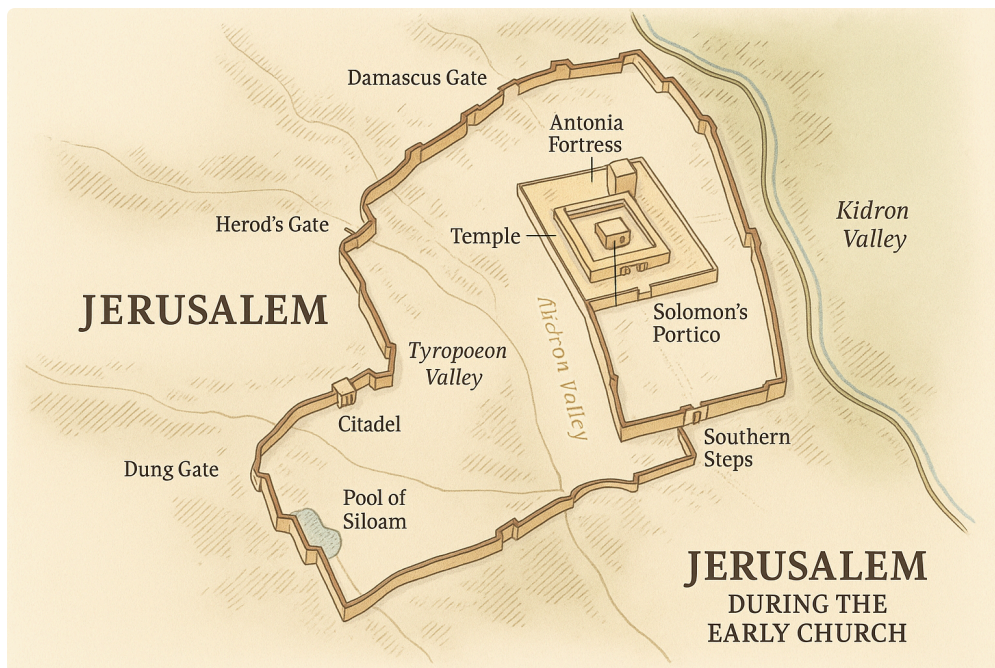 Damascus Gate
Antonia
Fortress
Herod's Gate
Temple
Kidron
Valley
JERUSALEM
Solomon's
Portico
Valley
Tyropoeon
Valley
Citadel
Southern
Steps
Dung Gate
Pool of
Siloam
JERUSALEM
DURING THE
EARLY CHURCH